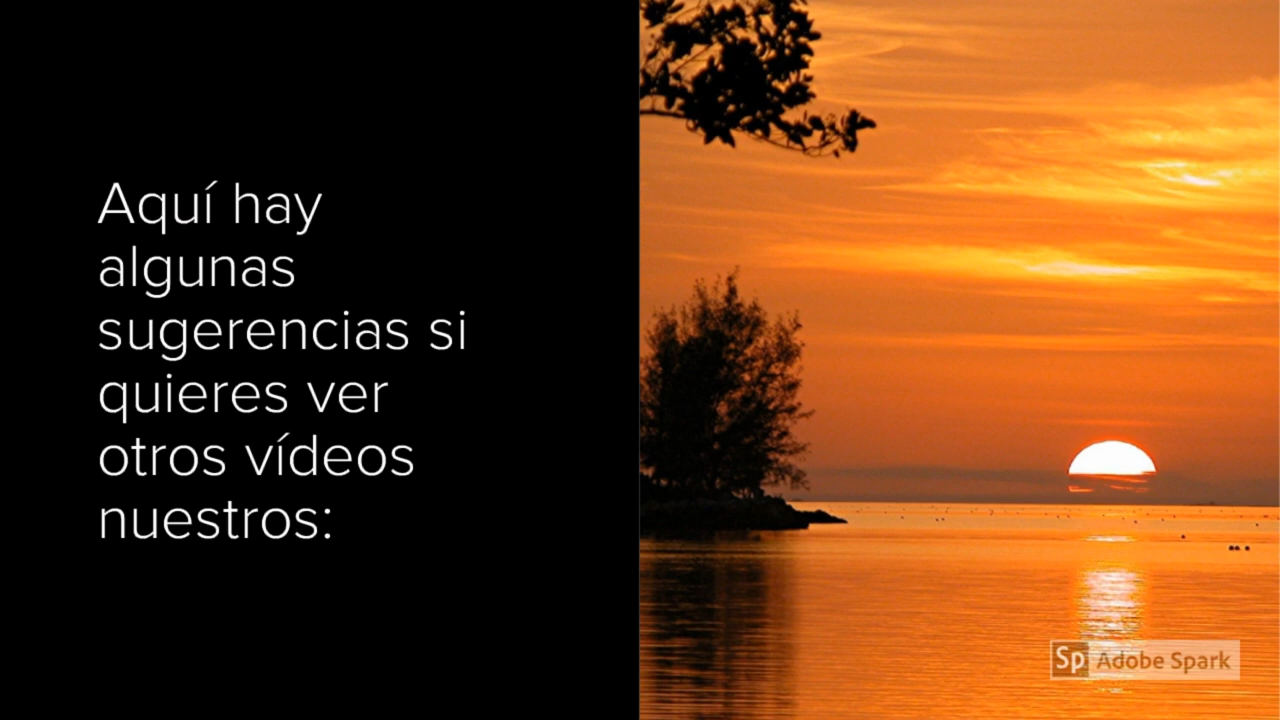 Aquí hay
algunas
sugerencias si
quieres ver
otros vídeos
nuestros:
Sp Adobe Spark